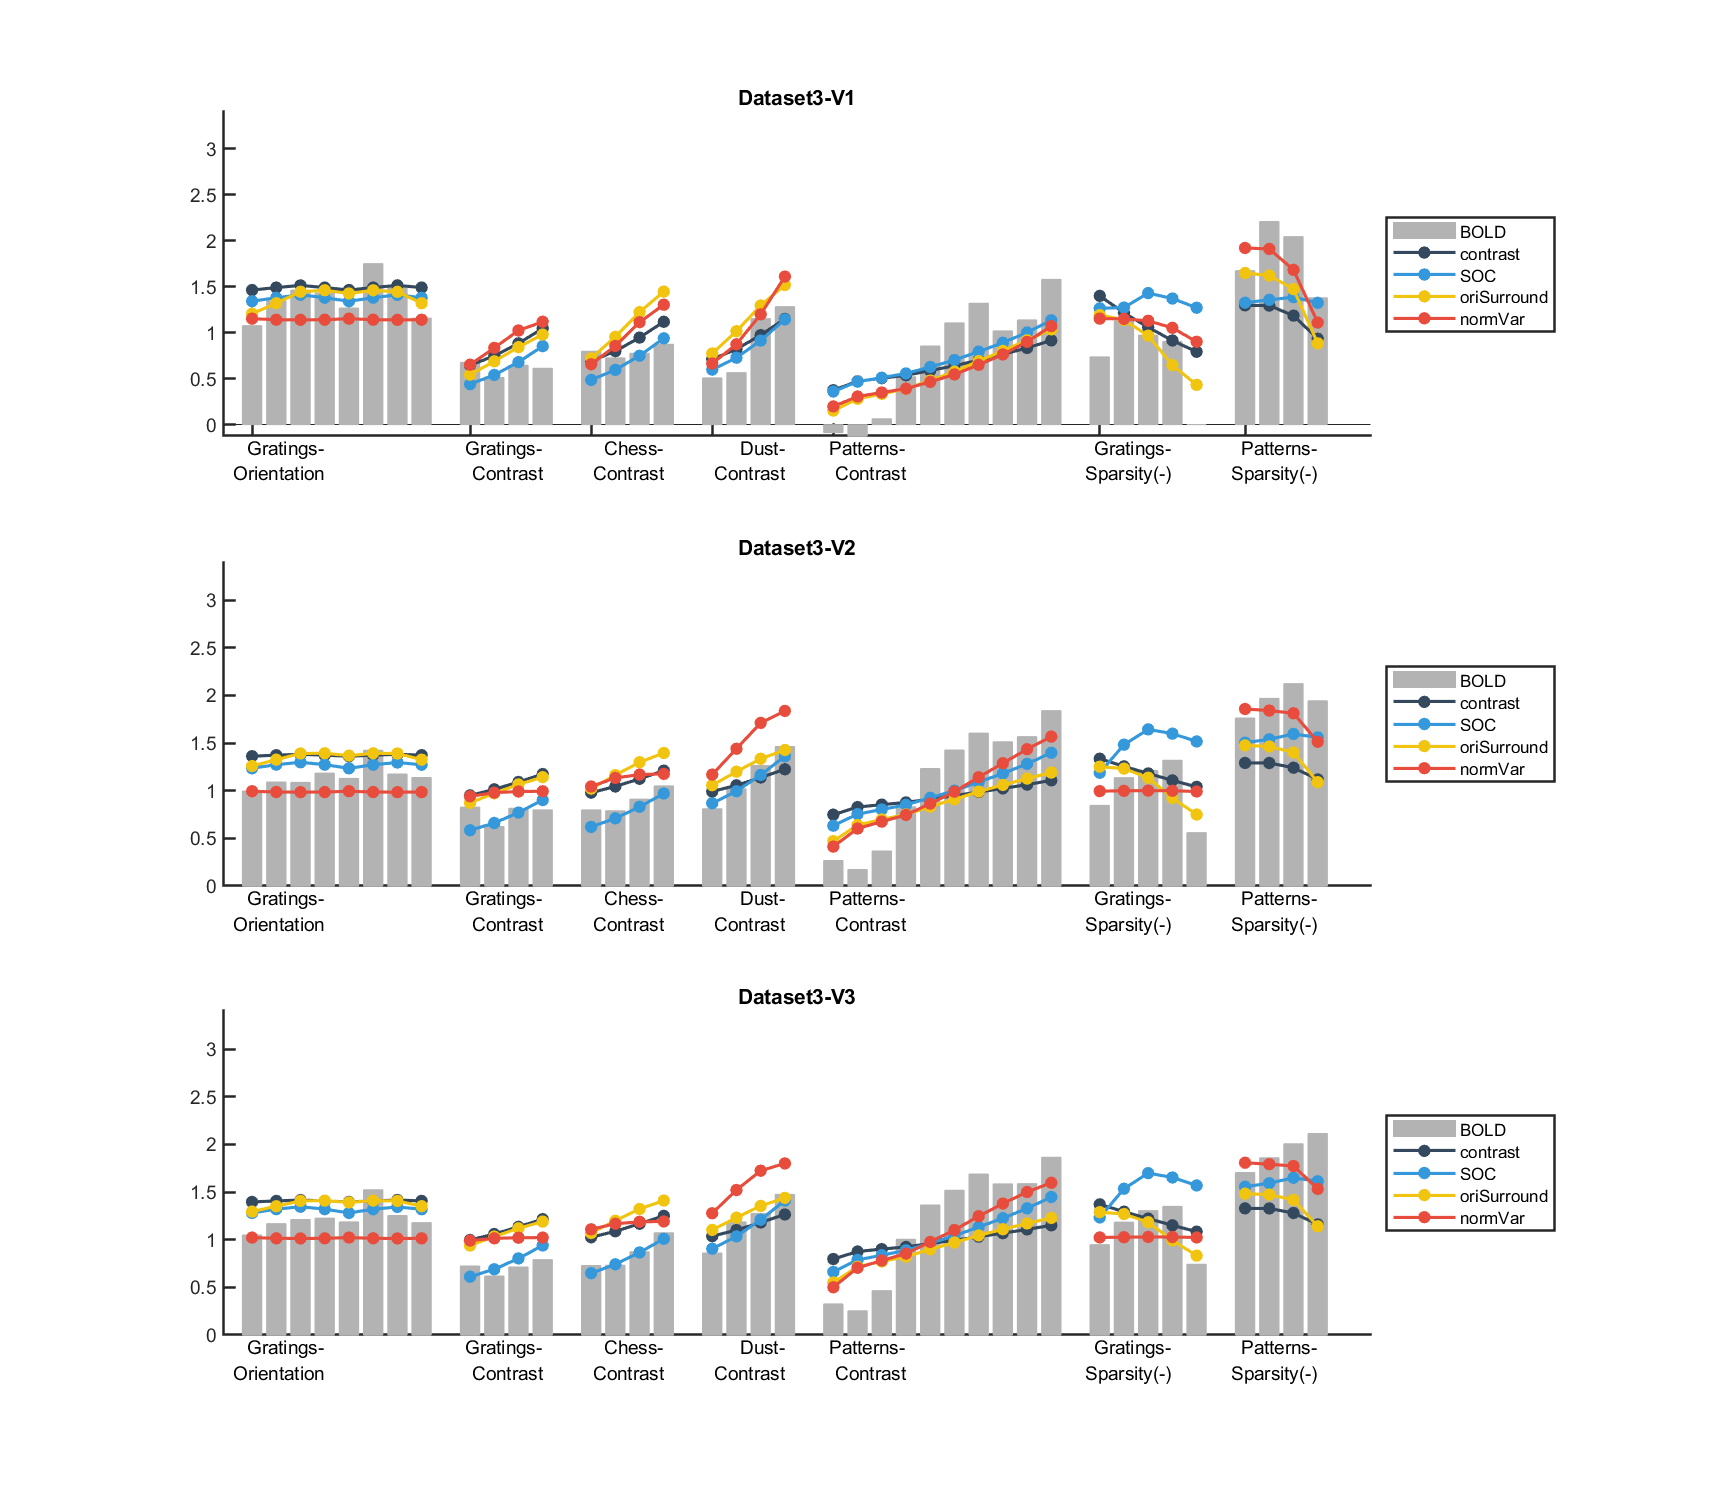 Dataset3-V1
3
2.5
2
1.5
1
0.5
0
Gratings-
Orientation
Gratings-
Contrast
Chess-
Contrast
Dust-
Contrast
Patterns-
Contrast
Gratings-
Sparsity(-)
Patterns-
Sparsity(-)
BOLD
contrast
SOC
oriSurround
normVar
Dataset3-V2
3
2.5
2
1.5
1
0.5
0
Gratings-
Orientation
Gratings-
Contrast
Chess-
Contrast
Dust-
Contrast
Patterns-
Contrast
Gratings-
Sparsity(-)
Patterns-
Sparsity(-)
BOLD
contrast
SOC
oriSurround
normVar
Dataset3-V3
3
2.5
2
1.5
1
0.5
0
Gratings-
Orientation
Gratings-
Contrast
Chess-
Contrast
Dust-
Contrast
Patterns-
Contrast
Gratings-
Sparsity(-)
Patterns-
Sparsity(-)
BOLD
contrast
SOC
oriSurround
normVar